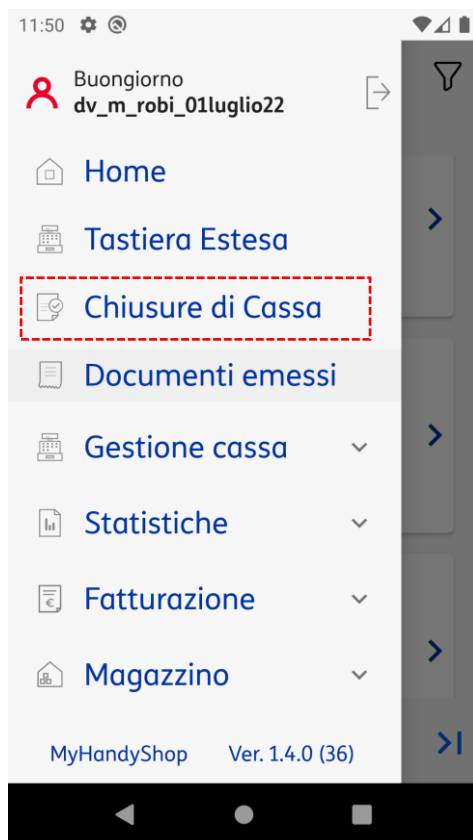 11:50
Buongiorno
dv_m_robi_01luglio22
Home
Tastiera Estesa
Chiusure di Cassa
Documenti emessi
Gestione cassa
Statistiche
Fatturazione
Magazzino
MyHandyShop Ver. 1.4.0 (36)